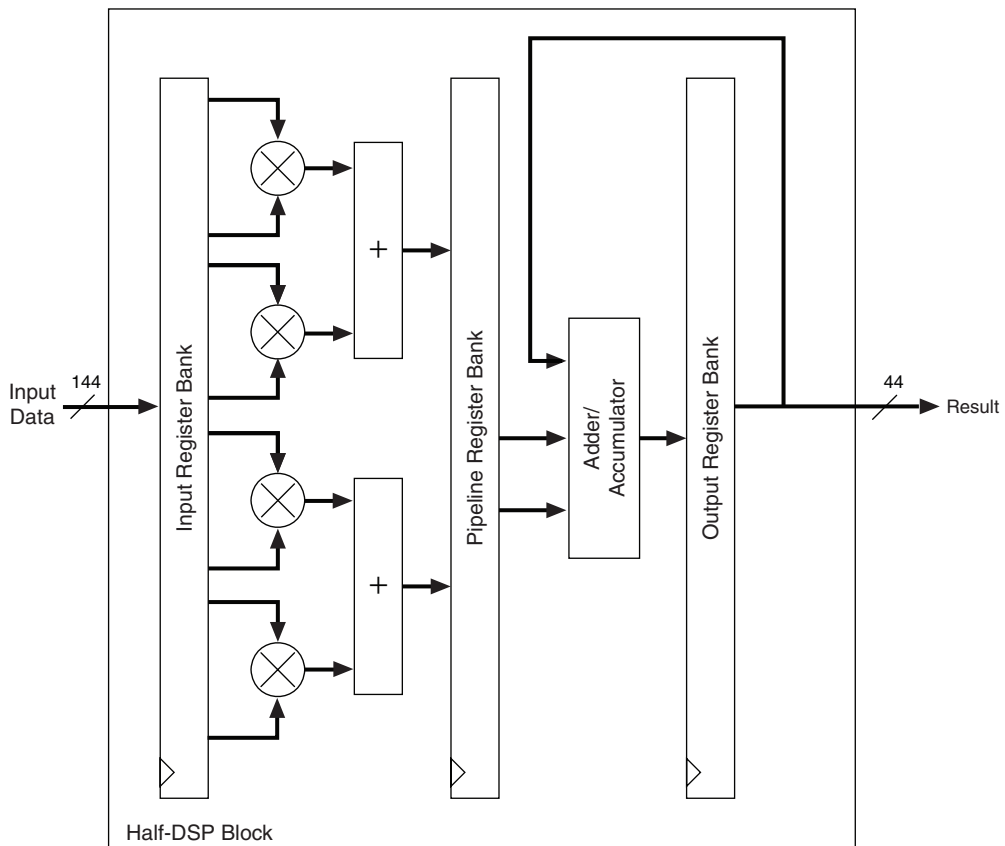 144
Input
Data
Input Register Bank
+
+
Pipeline Register Bank
Adder/
Accumulator
Output Register Bank
44
Result
Half-DSP Block